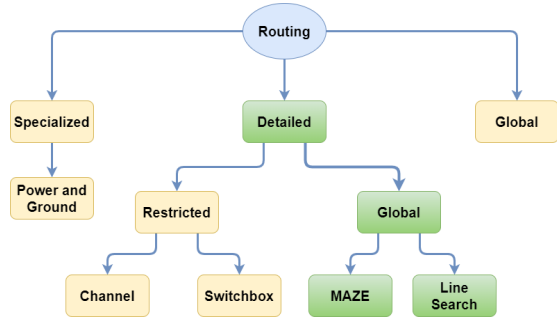 Routing
Specialized
Detailed
Global
Power and
Ground
Restricted
Global
Channel
Switchbox
MAZE
Line
Search